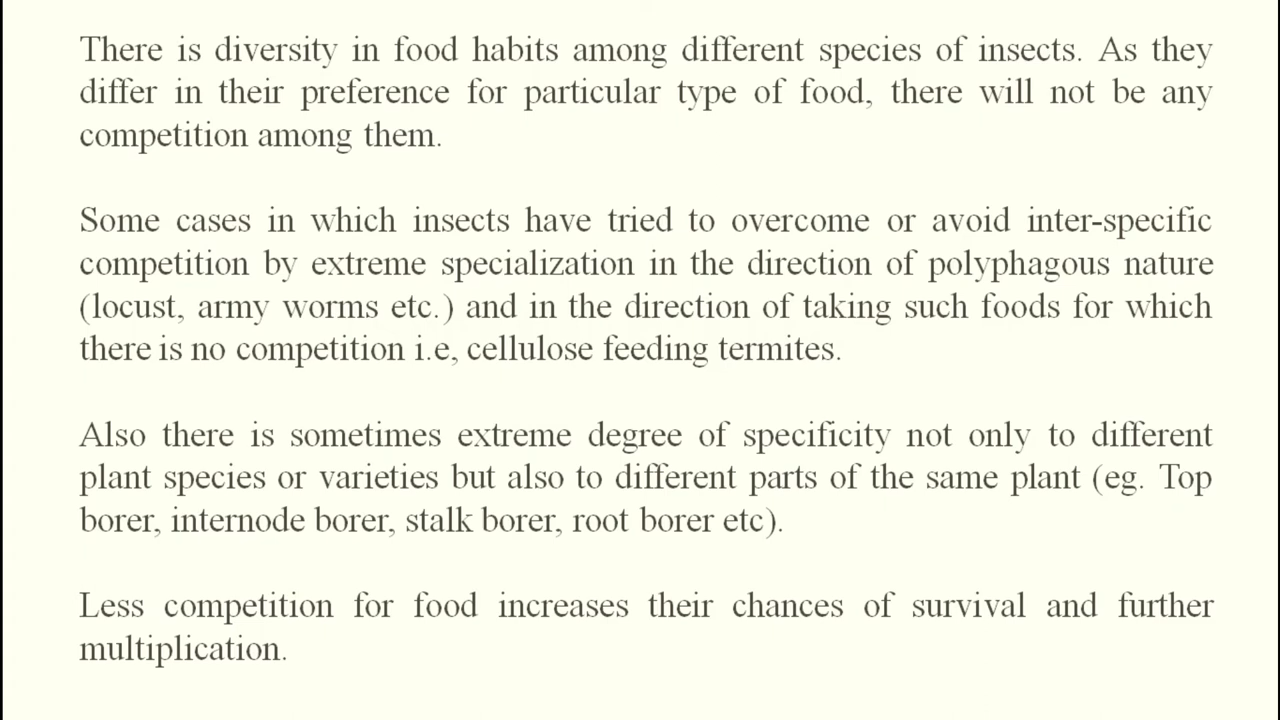 There is diversity in food habits among different species of insects. As they
differ in their preference for particular type of food, there will not be any
competition among them.
Some cases in which insects have tried to overcome or avoid inter-specific
competition by extreme specialization in the direction of polyphagous nature
(locust, army worms etc.) and in the direction of taking such foods for which
there is no competition i.e, cellulose feeding termites.
Also there is sometimes extreme degree of specificity not only to different
plant species or varieties but also to different parts of the same plant (eg. Top
borer, internode borer, stalk borer, root borer etc).
Less competition for food increases their chances of survival and further
multiplication.